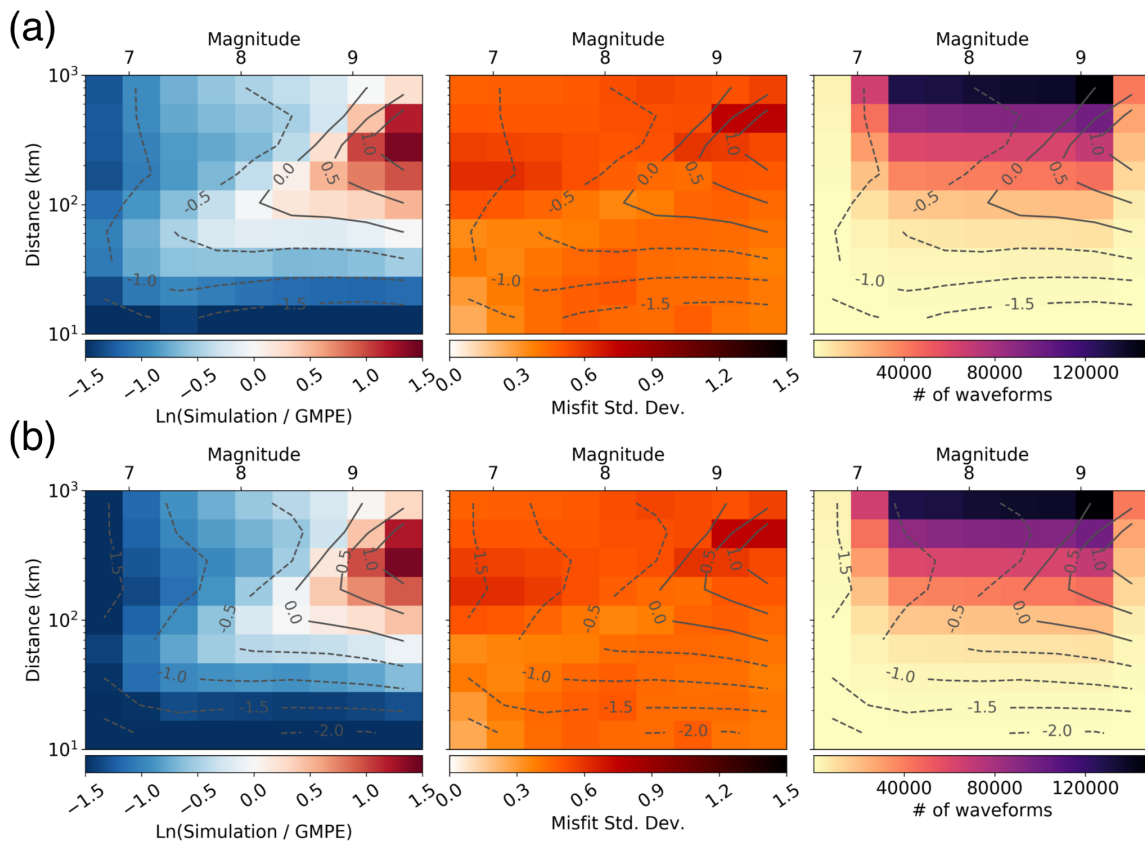 (a)
Magnitude Magnitude Magnitude
7 8 9 7 8 9 7 8 9
10³
10²
10¹
Distance (km)
0.0 1.0 0.5 -0.5 -1.0 -1.5
0.0 1.0 0.5 -0.5 -1.0 -1.5
0.0 1.0 0.5 -0.5 -1.0 -1.5
-1.5 -1.0 -0.5 0.0 0.5 1.0 1.5
Ln(Simulation / GMPE)
0.0 0.3 0.6 0.9 1.2 1.5
Misfit Std. Dev.
40000 80000 120000
# of waveforms
(b)
Magnitude Magnitude Magnitude
7 8 9 7 8 9 7 8 9
10³
10²
10¹
Distance (km)
-1.5 0.5 1.0 0.0 -0.5 -1.0 -1.5 -2.0
-1.5 0.5 1.0 0.0 -0.5 -1.0 -1.5 -2.0
-1.5 0.5 1.0 0.0 -0.5 -1.0 -1.5 -2.0
-1.5 -1.0 -0.5 0.0 0.5 1.0 1.5
Ln(Simulation / GMPE)
0.0 0.3 0.6 0.9 1.2 1.5
Misfit Std. Dev.
40000 80000 120000
# of waveforms